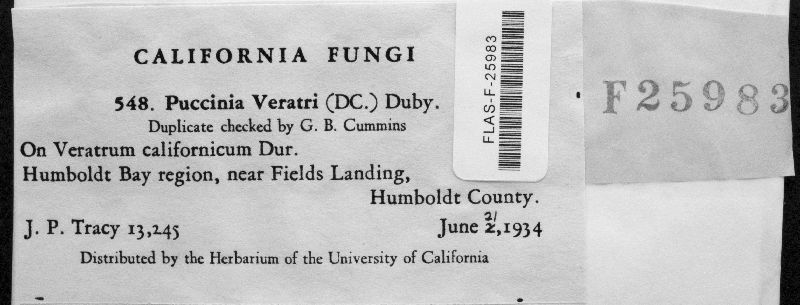 CALIFORNIA FUNGI
548. Puccinia Veratri (DC.) Duby.
Duplicate checked by G. B. Cummins
On Veratrum californicum Dur.
Humboldt Bay region, near Fields Landing,
Humboldt County.
J. P. Tracy 13,245
June 21, 1934
Distributed by the Herbarium of the University of California
FLAS-F-25983
F25983